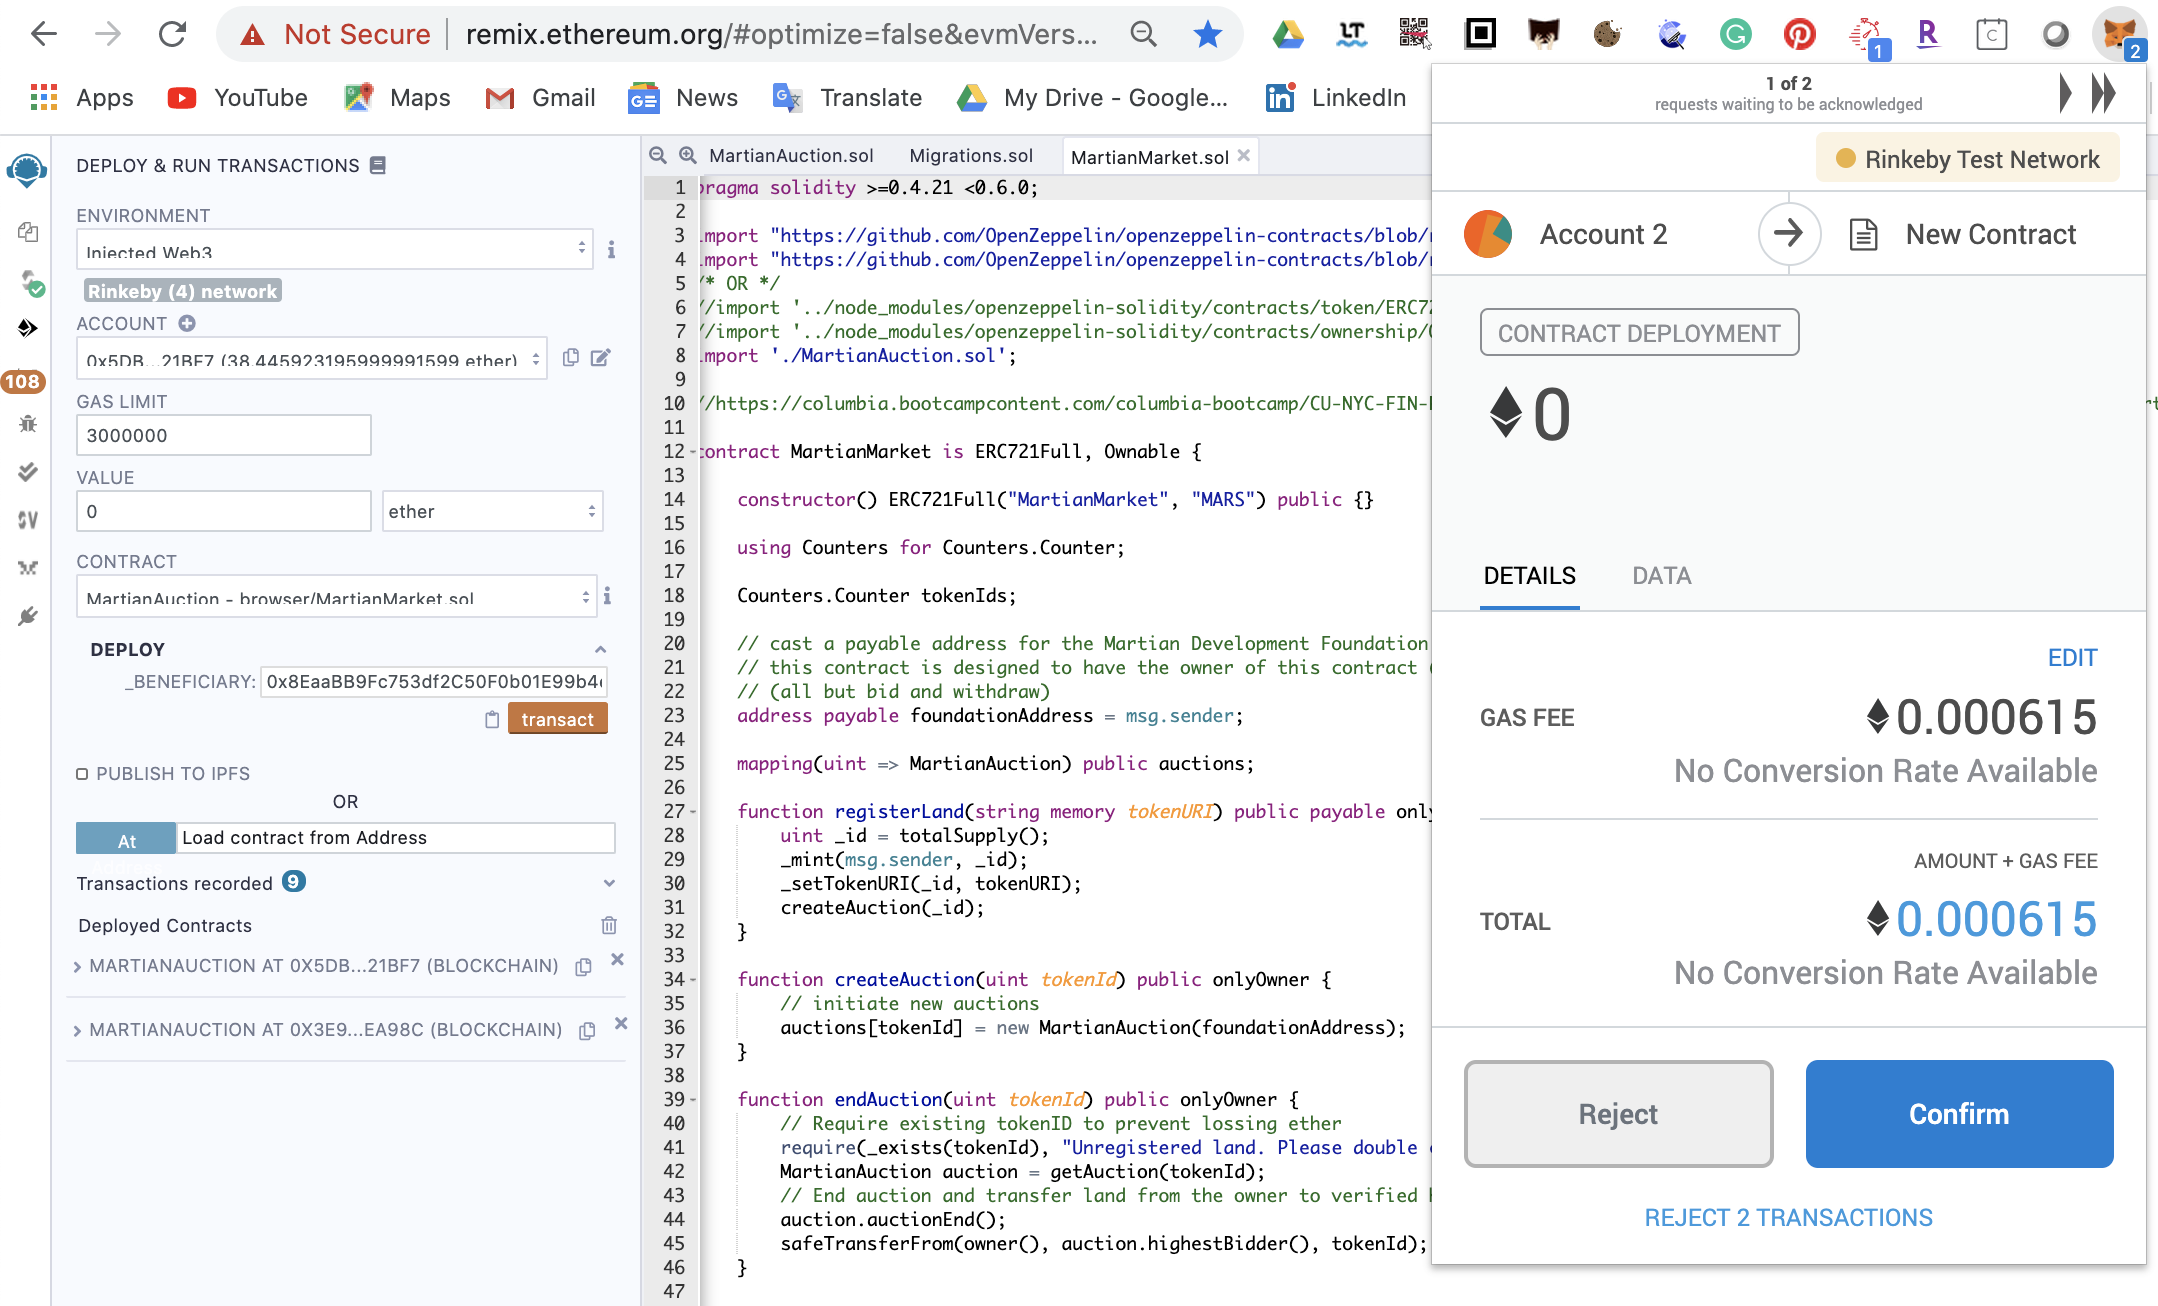 Not Secure
remix.ethereum.org/#optimize=false&evmVers...
1
2
Apps
YouTube
Maps
Gmail
News
Translate
My Drive - Google...
LinkedIn
DEPLOY & RUN TRANSACTIONS
ENVIRONMENT
Injected Web3
Rinkeby (4) network
ACCOUNT
0x5DB...21BF7 (38.445923195999991599 ether)
108
GAS LIMIT
3000000
VALUE
0
ether
CONTRACT
MartianAuction - browser/MartianMarket.sol
DEPLOY
_BENEFICIARY:
transact
PUBLISH TO IPFS
OR
At
Load contract from Address
Transactions recorded 9
Deployed Contracts
MARTIANAUCTION AT 0X5DB...21BF7 (BLOCKCHAIN)
MARTIANAUCTION AT 0X3E9...EA98C (BLOCKCHAIN)
MartianAuction.sol
Migrations.sol
MartianMarket.sol
1 pragma solidity >=0.4.21 <0.6.0;
2
3 import "https://github.com/OpenZeppelin/openzeppelin-contracts/blob/
4 import "https://github.com/OpenZeppelin/openzeppelin-contracts/blob/
5 /* OR */
6 //import '../node_modules/openzeppelin-solidity/contracts/token/ERC72
7 //import '../node_modules/openzeppelin-solidity/contracts/ownership/
8 import './MartianAuction.sol';
9
10 //https://columbia.bootcampcontent.com/columbia-bootcamp/CU-NYC-FIN-
11
12 contract MartianMarket is ERC721Full, Ownable {
13
14 constructor() ERC721Full("MartianMarket", "MARS") public {}
15
16 using Counters for Counters.Counter;
17
18 Counters.Counter tokenIds;
19
20 // cast a payable address for the Martian Development Foundation
21 // this contract is designed to have the owner of this contract
22 // (all but bid and withdraw)
23 address payable foundationAddress = msg.sender;
24
25 mapping(uint => MartianAuction) public auctions;
26
27 function registerLand(string memory tokenURI) public payable only
28 uint _id = totalSupply();
29 _mint(msg.sender, _id);
30 _setTokenURI(_id, tokenURI);
31 createAuction(_id);
32 }
33
34 function createAuction(uint tokenId) public onlyOwner {
35 // initiate new auctions
36 auctions[tokenId] = new MartianAuction(foundationAddress);
37 }
38
39 function endAuction(uint tokenId) public onlyOwner {
40 // Require existing tokenID to prevent lossing ether
41 require(_exists(tokenId), "Unregistered land. Please double
42 MartianAuction auction = getAuction(tokenId);
43 // End auction and transfer land from the owner to verified
44 auction.auctionEnd();
45 safeTransferFrom(owner(), auction.highestBidder(), tokenId);
46 }
47
1 of 2
requests waiting to be acknowledged
Rinkeby Test Network
Account 2
New Contract
CONTRACT DEPLOYMENT
0
DETAILS
DATA
EDIT
GAS FEE
0.000615
No Conversion Rate Available
AMOUNT + GAS FEE
TOTAL
0.000615
No Conversion Rate Available
Reject
Confirm
REJECT 2 TRANSACTIONS